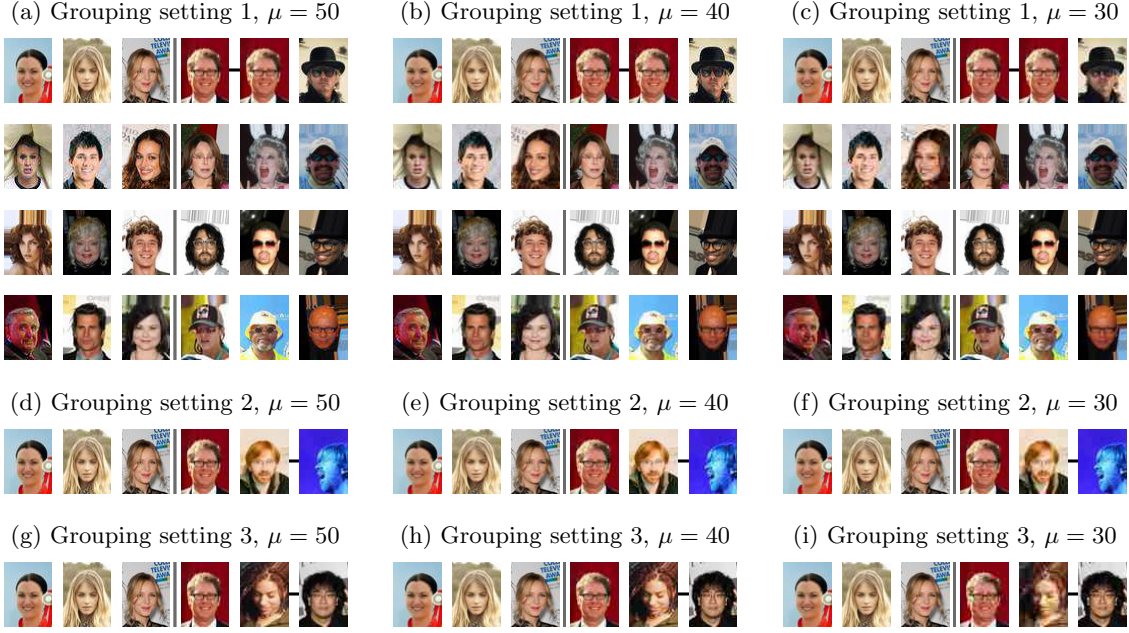 (a) Grouping setting 1, μ = 50
(b) Grouping setting 1, μ = 40
(c) Grouping setting 1, μ = 30
(d) Grouping setting 2, μ = 50
(e) Grouping setting 2, μ = 40
(f) Grouping setting 2, μ = 30
(g) Grouping setting 3, μ = 50
(h) Grouping setting 3, μ = 40
(i) Grouping setting 3, μ = 30